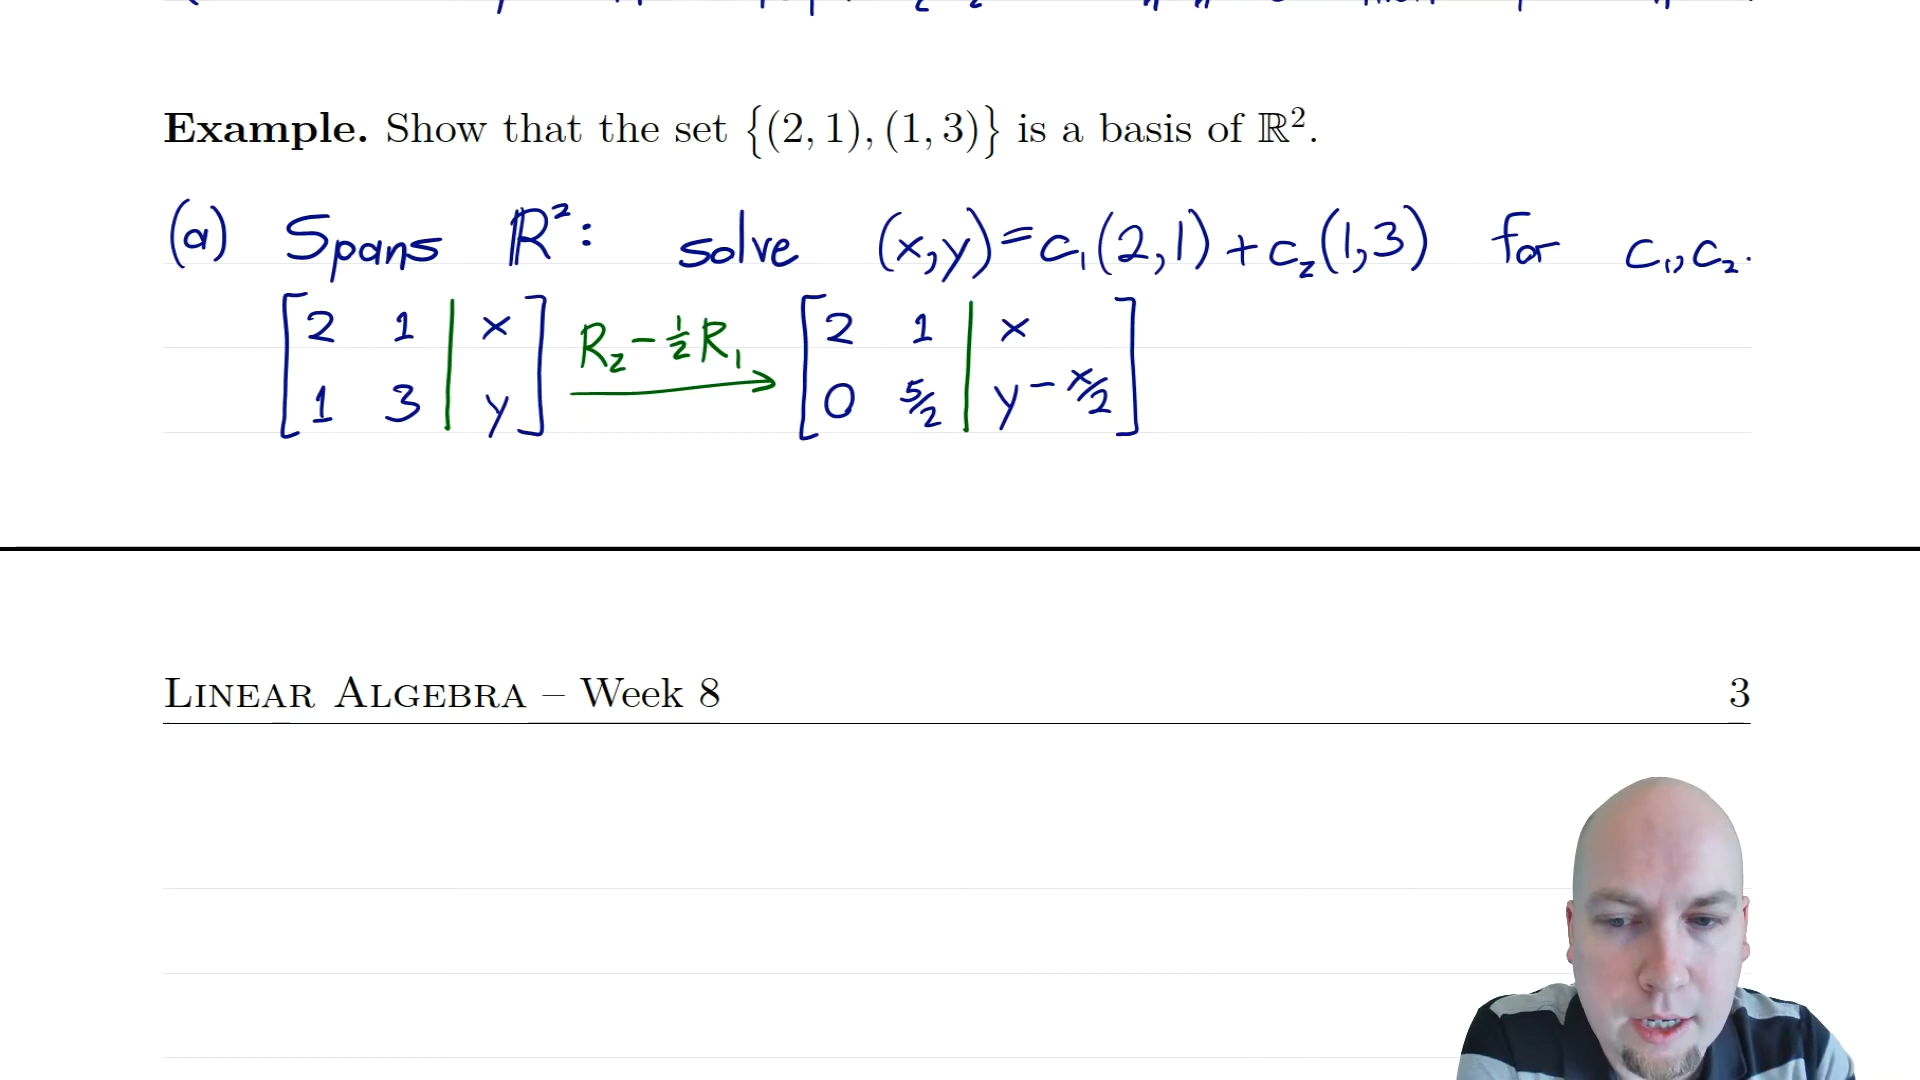 Example. Show that the set {(2, 1), (1, 3)} is a basis of ℝ².
(a) Spans ℝ²: solve (x,y)=c₁(2,1)+c₂(1,3) for c₁,c₂.
[2 1 | x] R₂-½R₁ [2 1 | x]
[1 3 | y] → [0 5/2 | y - x/2]
LINEAR ALGEBRA – Week 8 3